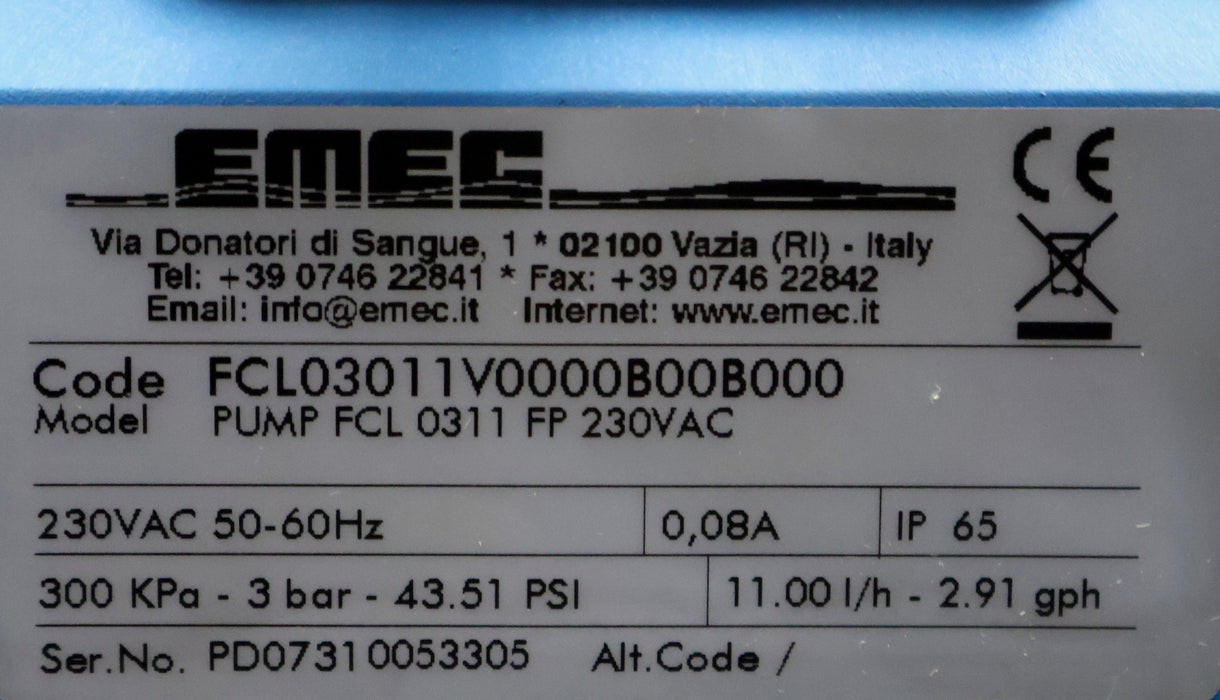 EMEC
CE
Via Donatori di Sangue, 1 * 02100 Vazia (RI) - Italy
Tel: +39 0746 22841 * Fax: +39 0746 22842
Email: info@emec.it Internet: www.emec.it
Code FCL03011V0000B00B000
Model PUMP FCL 0311 FP 230VAC
230VAC 50-60Hz 0,08A IP 65
300 KPa - 3 bar - 43.51 PSI 11.00 l/h - 2.91 gph
Ser.No. PD07310053305 Alt.Code /